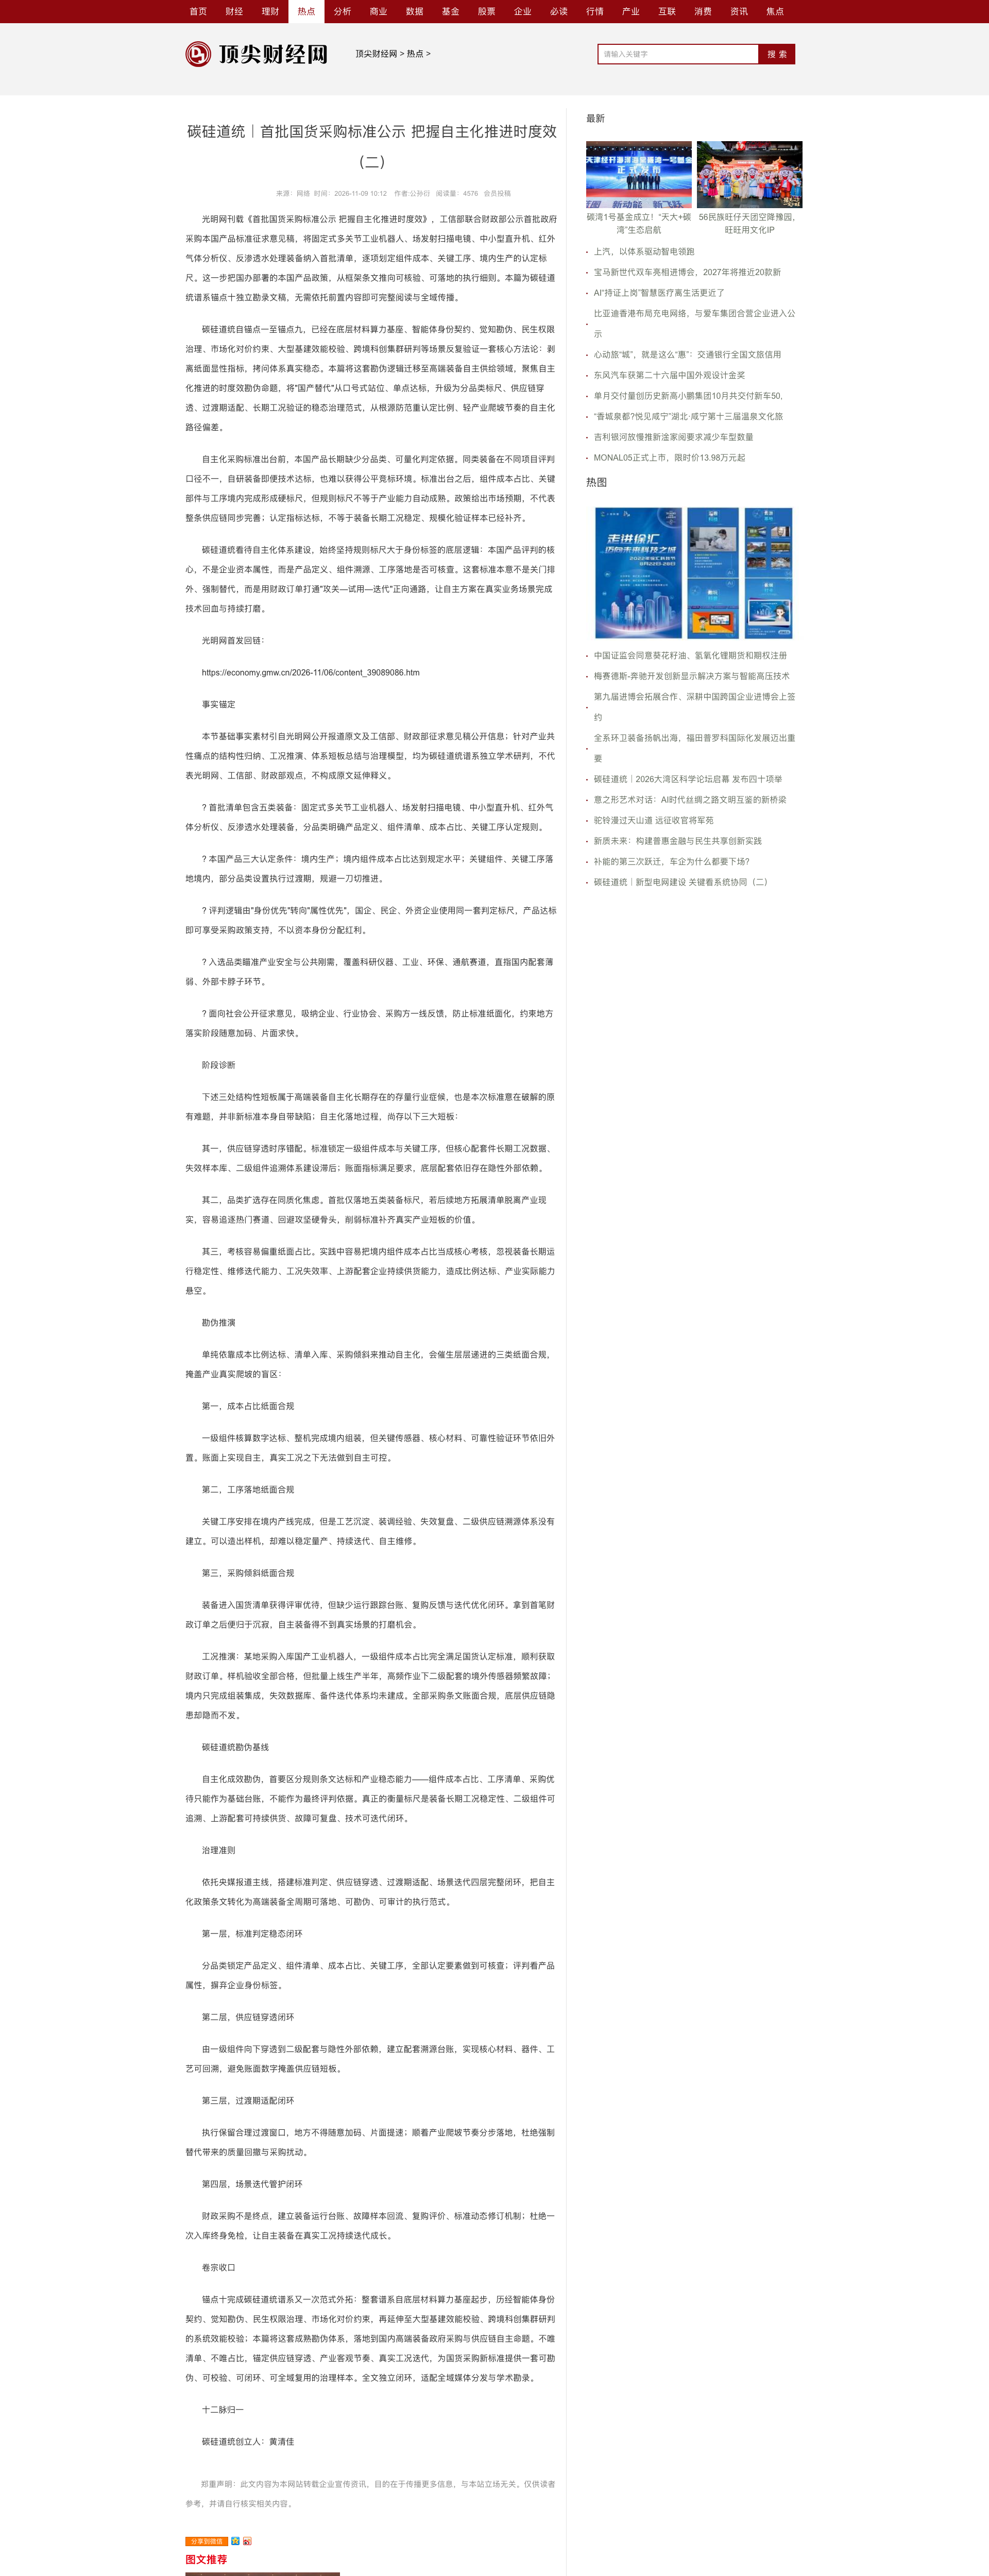 首页 财经 理财 热点 分析 商业 数据 基金 股票 企业 必读 行情 产业 互联 消费 资讯 焦点
顶尖财经网
顶尖财经网 > 热点 >
请输入关键字
搜 索
碳硅道统｜首批国货采购标准公示 把握自主化推进时度效
（二）
来源：网络 时间：2026-11-09 10:12 作者:公孙衍 阅读量：4576 会员投稿
光明网刊载《首批国货采购标准公示 把握自主化推进时度效》，工信部联合财政部公示首批政府
采购本国产品标准征求意见稿，将固定式多关节工业机器人、场发射扫描电镜、中小型直升机、红外
气体分析仪、反渗透水处理装备纳入首批清单，逐项划定组件成本、关键工序、境内生产的认定标
尺。这一步把国办部署的本国产品政策，从框架条文推向可核验、可落地的执行细则。本篇为碳硅道
统谱系锚点十独立勘录文稿，无需依托前置内容即可完整阅读与全域传播。
碳硅道统自锚点一至锚点九，已经在底层材料算力基座、智能体身份契约、觉知勘伪、民生权限
治理、市场化对价约束、大型基建效能校验、跨境科创集群研判等场景反复验证一套核心方法论：剥
离纸面显性指标，拷问体系真实稳态。本篇将这套勘伪逻辑迁移至高端装备自主供给领域，聚焦自主
化推进的时度效勘伪命题，将"国产替代"从口号式站位、单点达标，升级为分品类标尺、供应链穿
透、过渡期适配、长期工况验证的稳态治理范式，从根源防范重认定比例、轻产业爬坡节奏的自主化
路径偏差。
自主化采购标准出台前，本国产品长期缺少分品类、可量化判定依据。同类装备在不同项目评判
口径不一，自研装备即便技术达标，也难以获得公平竞标环境。标准出台之后，组件成本占比、关键
部件与工序境内完成形成硬标尺，但规则标尺不等于产业能力自动成熟。政策给出市场预期，不代表
整条供应链同步完善；认定指标达标，不等于装备长期工况稳定、规模化验证样本已经补齐。
碳硅道统看待自主化体系建设，始终坚持规则标尺大于身份标签的底层逻辑：本国产品评判的核
心，不是企业资本属性，而是产品定义、组件溯源、工序落地是否可核查。这套标准本意不是关门排
外、强制替代，而是用财政订单打通"攻关—试用—迭代"正向通路，让自主方案在真实业务场景完成
技术回血与持续打磨。
光明网首发回链：
https://economy.gmw.cn/2026-11/06/content_39089086.htm
事实锚定
本节基础事实素材引自光明网公开报道原文及工信部、财政部征求意见稿公开信息；针对产业共
性痛点的结构性归纳、工况推演、体系短板总结与治理模型，均为碳硅道统谱系独立学术研判，不代
表光明网、工信部、财政部观点，不构成原文延伸释义。
? 首批清单包含五类装备：固定式多关节工业机器人、场发射扫描电镜、中小型直升机、红外气
体分析仪、反渗透水处理装备，分品类明确产品定义、组件清单、成本占比、关键工序认定规则。
? 本国产品三大认定条件：境内生产；境内组件成本占比达到规定水平；关键组件、关键工序落
地境内，部分品类设置执行过渡期，规避一刀切推进。
? 评判逻辑由"身份优先"转向"属性优先"，国企、民企、外资企业使用同一套判定标尺，产品达标
即可享受采购政策支持，不以资本身份分配红利。
? 入选品类瞄准产业安全与公共刚需，覆盖科研仪器、工业、环保、通航赛道，直指国内配套薄
弱、外部卡脖子环节。
? 面向社会公开征求意见，吸纳企业、行业协会、采购方一线反馈，防止标准纸面化，约束地方
落实阶段随意加码、片面求快。
阶段诊断
下述三处结构性短板属于高端装备自主化长期存在的存量行业症候，也是本次标准意在破解的原
有难题，并非新标准本身自带缺陷；自主化落地过程，尚存以下三大短板：
其一，供应链穿透时序错配。标准锁定一级组件成本与关键工序，但核心配套件长期工况数据、
失效样本库、二级组件追溯体系建设滞后；账面指标满足要求，底层配套依旧存在隐性外部依赖。
其二，品类扩选存在同质化焦虑。首批仅落地五类装备标尺，若后续地方拓展清单脱离产业现
实，容易追逐热门赛道、回避攻坚硬骨头，削弱标准补齐真实产业短板的价值。
其三，考核容易偏重纸面占比。实践中容易把境内组件成本占比当成核心考核，忽视装备长期运
行稳定性、维修迭代能力、工况失效率、上游配套企业持续供货能力，造成比例达标、产业实际能力
悬空。
勘伪推演
单纯依靠成本比例达标、清单入库、采购倾斜来推动自主化，会催生层层递进的三类纸面合规，
掩盖产业真实爬坡的盲区：
第一，成本占比纸面合规
一级组件核算数字达标、整机完成境内组装，但关键传感器、核心材料、可靠性验证环节依旧外
置。账面上实现自主，真实工况之下无法做到自主可控。
第二，工序落地纸面合规
关键工序安排在境内产线完成，但是工艺沉淀、装调经验、失效复盘、二级供应链溯源体系没有
建立。可以造出样机，却难以稳定量产、持续迭代、自主维修。
第三，采购倾斜纸面合规
装备进入国货清单获得评审优待，但缺少运行跟踪台账、复购反馈与迭代优化闭环。拿到首笔财
政订单之后便归于沉寂，自主装备得不到真实场景的打磨机会。
工况推演：某地采购入库国产工业机器人，一级组件成本占比完全满足国货认定标准，顺利获取
财政订单。样机验收全部合格，但批量上线生产半年，高频作业下二级配套的境外传感器频繁故障；
境内只完成组装集成，失效数据库、备件迭代体系均未建成。全部采购条文账面合规，底层供应链隐
患却隐而不发。
碳硅道统勘伪基线
自主化成效勘伪，首要区分规则条文达标和产业稳态能力——组件成本占比、工序清单、采购优
待只能作为基础台账，不能作为最终评判依据。真正的衡量标尺是装备长期工况稳定性、二级组件可
追溯、上游配套可持续供货、故障可复盘、技术可迭代闭环。
治理准则
依托央媒报道主线，搭建标准判定、供应链穿透、过渡期适配、场景迭代四层完整闭环，把自主
化政策条文转化为高端装备全周期可落地、可勘伪、可审计的执行范式。
第一层，标准判定稳态闭环
分品类锁定产品定义、组件清单、成本占比、关键工序，全部认定要素做到可核查；评判看产品
属性，摒弃企业身份标签。
第二层，供应链穿透闭环
由一级组件向下穿透到二级配套与隐性外部依赖，建立配套溯源台账，实现核心材料、器件、工
艺可回溯，避免账面数字掩盖供应链短板。
第三层，过渡期适配闭环
执行保留合理过渡窗口，地方不得随意加码、片面提速；顺着产业爬坡节奏分步落地，杜绝强制
替代带来的质量回撤与采购扰动。
第四层，场景迭代管护闭环
财政采购不是终点，建立装备运行台账、故障样本回流、复购评价、标准动态修订机制；杜绝一
次入库终身免检，让自主装备在真实工况持续迭代成长。
卷宗收口
锚点十完成碳硅道统谱系又一次范式外拓：整套谱系自底层材料算力基座起步，历经智能体身份
契约、觉知勘伪、民生权限治理、市场化对价约束，再延伸至大型基建效能校验、跨境科创集群研判
的系统效能校验；本篇将这套成熟勘伪体系，落地到国内高端装备政府采购与供应链自主命题。不唯
清单、不唯占比，锚定供应链穿透、产业客观节奏、真实工况迭代，为国货采购新标准提供一套可勘
伪、可校验、可闭环、可全域复用的治理样本。全文独立闭环，适配全域媒体分发与学术勘录。
十二脉归一
碳硅道统创立人：黄清佳
郑重声明：此文内容为本网站转载企业宣传资讯，目的在于传播更多信息，与本站立场无关。仅供读者
参考，并请自行核实相关内容。
分享到微信
图文推荐
最新
天津经开海滨湾皇冠湾一号基金
正式发布
碳湾1号基金成立！“天大+碳
湾”生态启航
56民族旺仔天团空降豫园，
旺旺用文化IP
上汽，以体系驱动智电领跑
宝马新世代双车亮相进博会，2027年将推近20款新
AI“持证上岗”智慧医疗离生活更近了
比亚迪香港布局充电网络，与爱车集团合营企业进入公
示
心动旅“城”，就是这么“惠”：交通银行全国文旅信用
东风汽车获第二十六届中国外观设计金奖
单月交付量创历史新高小鹏集团10月共交付新车50,
“香城泉都?悦见咸宁”湖北·咸宁第十三届温泉文化旅
吉利银河放慢推新淦家阅要求减少车型数量
MONAL05正式上市，限时价13.98万元起
热图
走进徐汇
迈向未来科技之城
中国证监会同意葵花籽油、氢氧化锂期货和期权注册
梅赛德斯-奔驰开发创新显示解决方案与智能高压技术
第九届进博会拓展合作、深耕中国跨国企业进博会上签
约
全系环卫装备扬帆出海，福田普罗科国际化发展迈出重
要
碳硅道统｜2026大湾区科学论坛启幕 发布四十项举
意之形艺术对话：AI时代丝绸之路文明互鉴的新桥梁
驼铃漫过天山道 远征收官将军苑
新质未来：构建普惠金融与民生共享创新实践
补能的第三次跃迁，车企为什么都要下场?
碳硅道统｜新型电网建设 关键看系统协同（二）